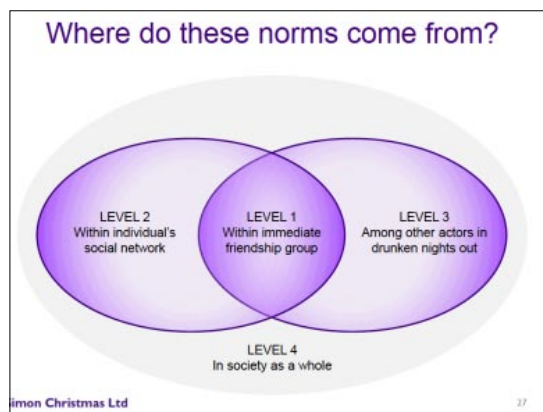 Where do these norms come from?
LEVEL 2
Within individual's
social network
LEVEL 1
Within immediate
friendship group
LEVEL 3
Among other actors in
drunken nights out
LEVEL 4
In society as a whole
imon Christmas Ltd
27